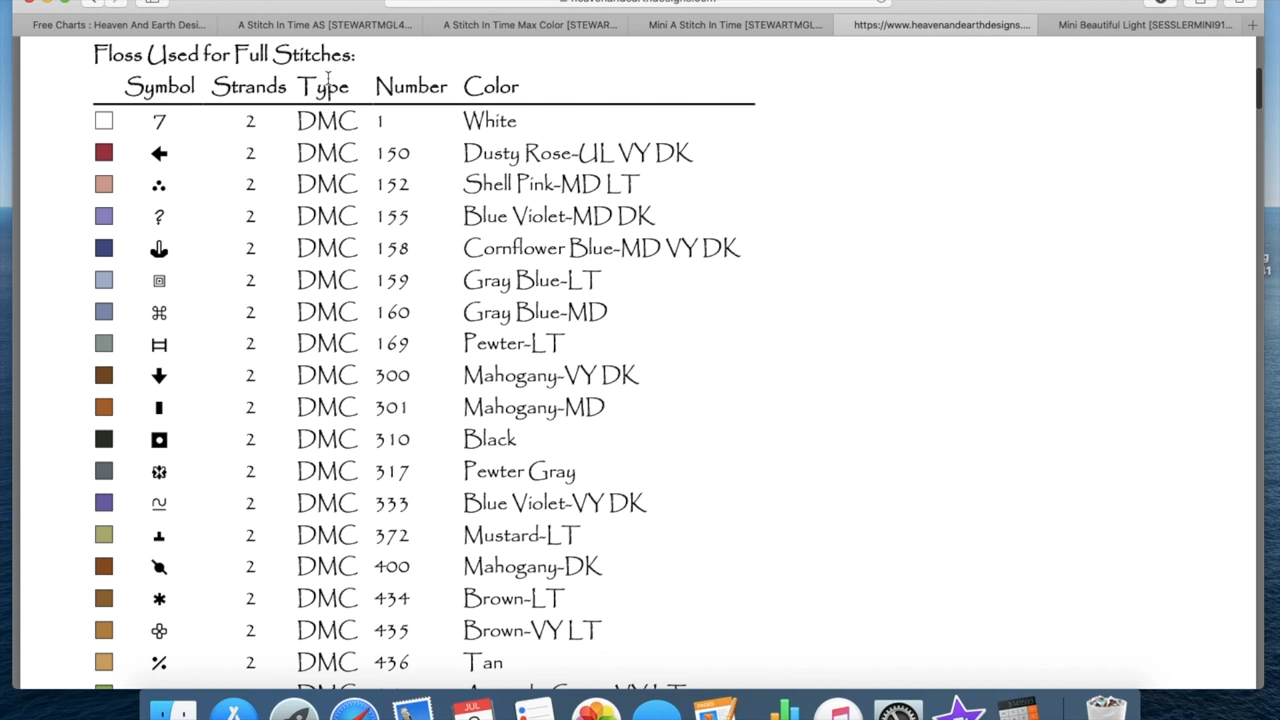 Free Charts : Heaven And Earth Desi...
A Stitch In Time AS [STEWARTMGL4...
A Stitch In Time Max Color [STEWAR...
Mini A Stitch In Time [STEWARTMGL...
https://www.heavenandearthdesigns....
Mini Beautiful Light [SESSLERMINI91...
Floss Used for Full Stitches:
Symbol Strands Type Number Color
7 2 DMC 1 White
2 DMC 150 Dusty Rose-UL VY DK
2 DMC 152 Shell Pink-MD LT
? 2 DMC 155 Blue Violet-MD DK
2 DMC 158 Cornflower Blue-MD VY DK
2 DMC 159 Gray Blue-LT
⌘ 2 DMC 160 Gray Blue-MD
2 DMC 169 Pewter-LT
2 DMC 300 Mahogany-VY DK
2 DMC 301 Mahogany-MD
2 DMC 310 Black
2 DMC 317 Pewter Gray
2 DMC 333 Blue Violet-VY DK
2 DMC 372 Mustard-LT
2 DMC 400 Mahogany-DK
2 DMC 434 Brown-LT
2 DMC 435 Brown-VY LT
2 DMC 436 Tan
JUL
PAGES